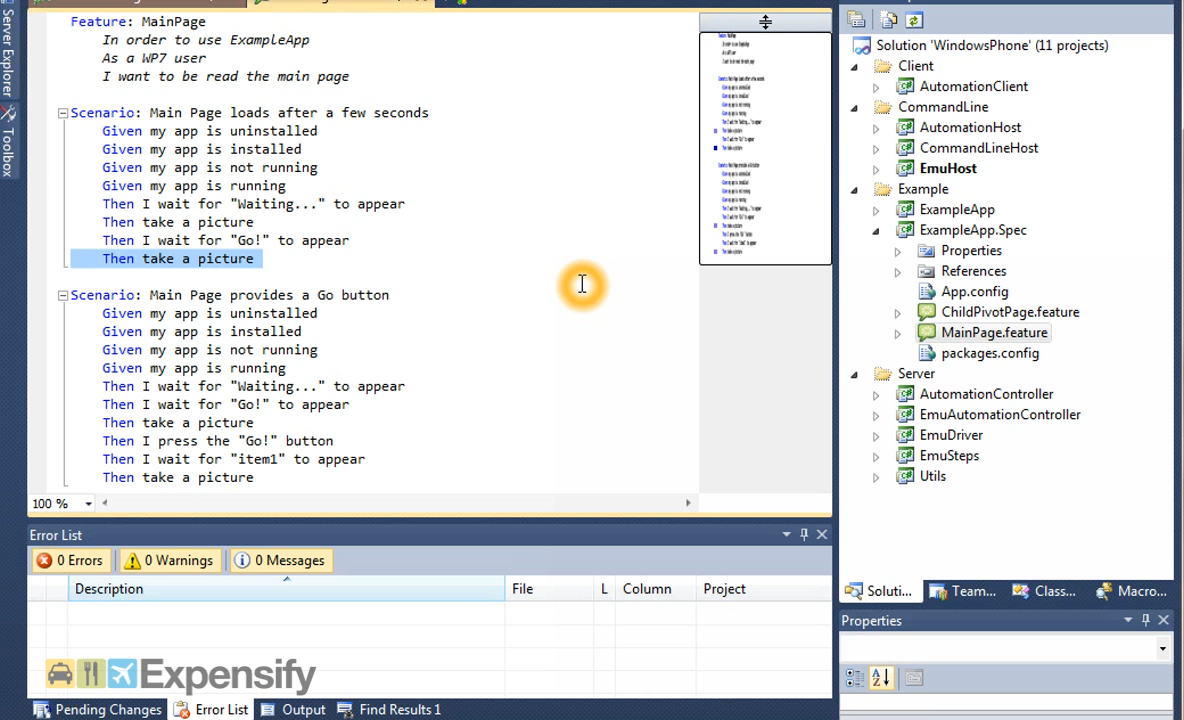 Server Explorer
Toolbox
Feature: MainPage
In order to use ExampleApp
As a WP7 user
I want to be read the main page
Scenario: Main Page loads after a few seconds
Given my app is uninstalled
Given my app is installed
Given my app is not running
Given my app is running
Then I wait for "Waiting..." to appear
Then take a picture
Then I wait for "Go!" to appear
Then take a picture
Scenario: Main Page provides a Go button
Given my app is uninstalled
Given my app is installed
Given my app is not running
Given my app is running
Then I wait for "Waiting..." to appear
Then I wait for "Go!" to appear
Then take a picture
Then I press the "Go!" button
Then I wait for "item1" to appear
Then take a picture
100 %
Error List
0 Errors
0 Warnings
0 Messages
Description File L Column Project
Expensify
Pending Changes Error List Output Find Results 1
Solution 'WindowsPhone' (11 projects)
Client
AutomationClient
CommandLine
AutomationHost
CommandLineHost
EmuHost
Example
ExampleApp
ExampleApp.Spec
Properties
References
App.config
ChildPivotPage.feature
MainPage.feature
packages.config
Server
AutomationController
EmuAutomationController
EmuDriver
EmuSteps
Utils
Soluti... Team... Class... Macro...
Properties